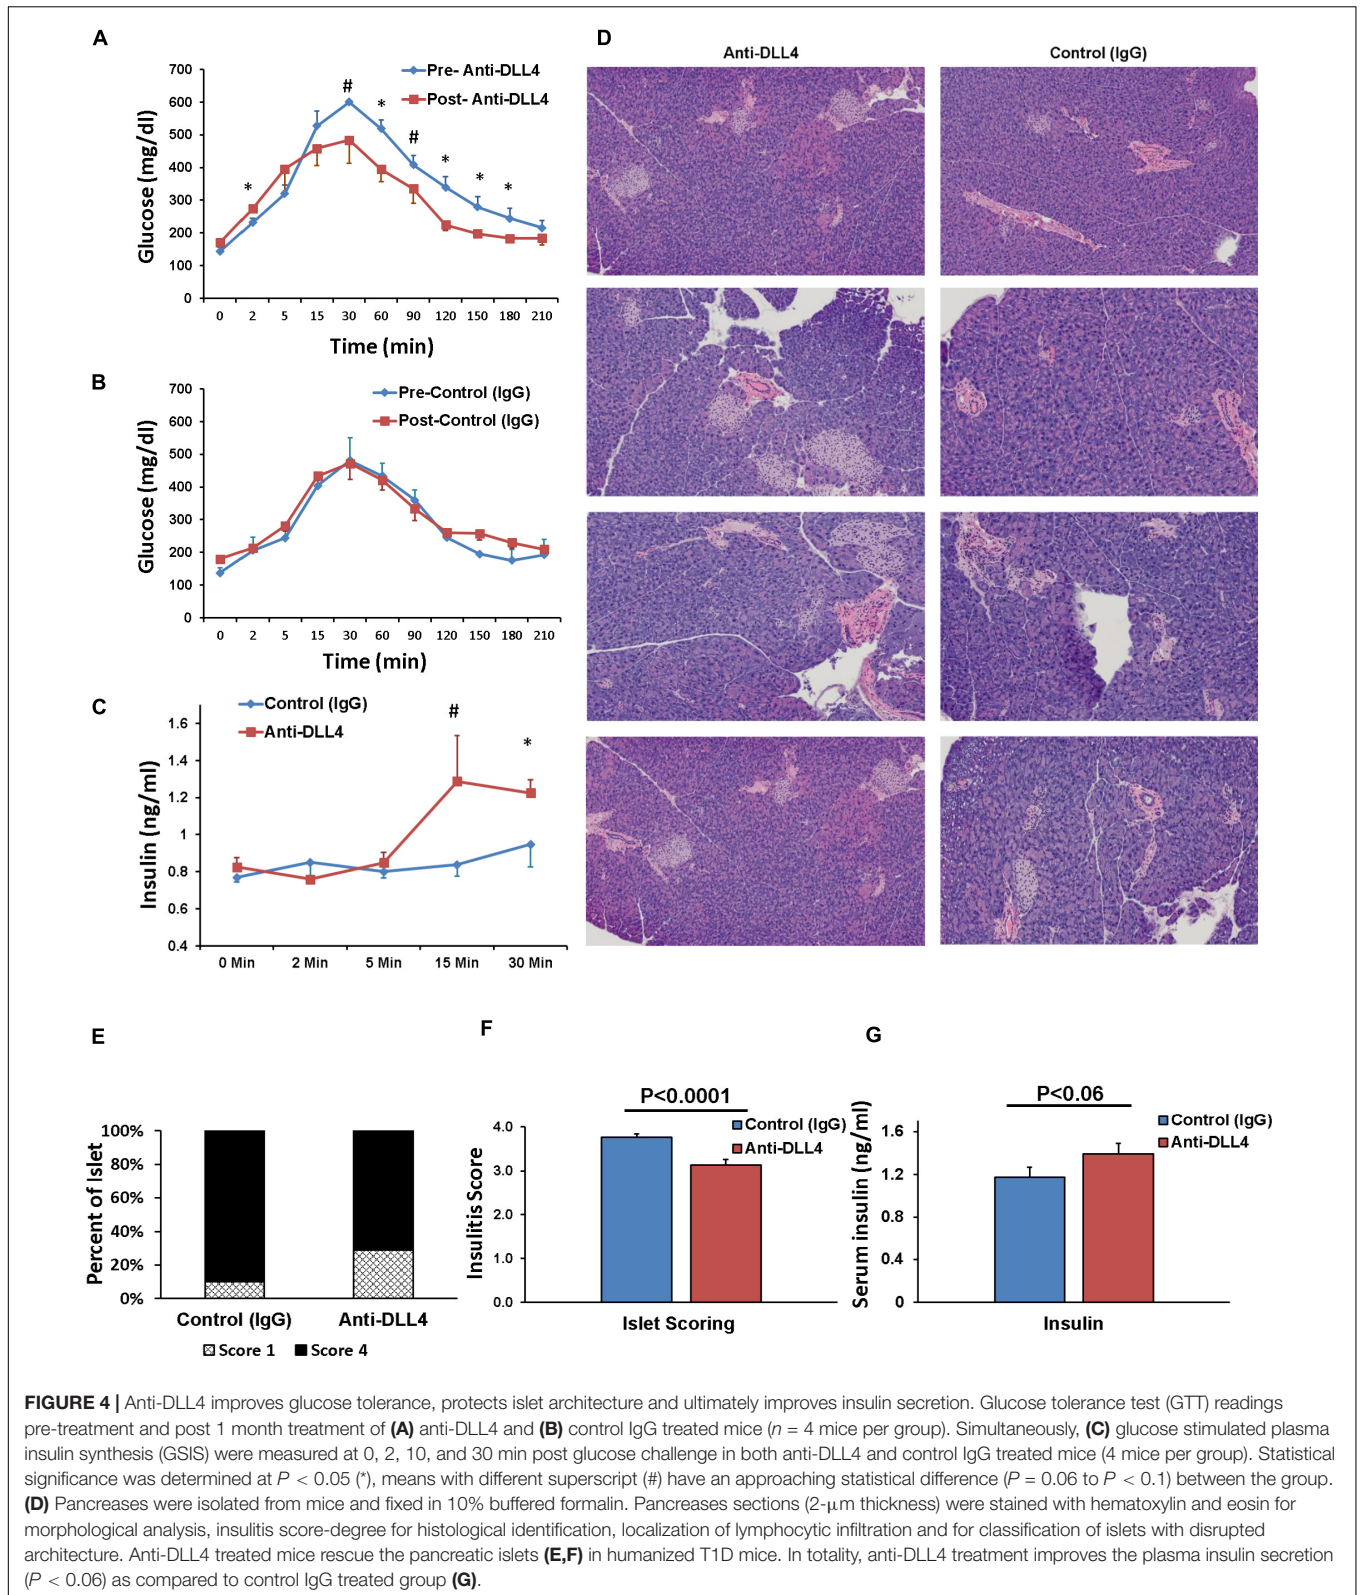 A
700
600
500
400
300
200
100
0
Glucose (mg/dl)
Pre- Anti-DLL4
Post- Anti-DLL4
*
#
*
#
*
*
*
0 2 5 15 30 60 90 120 150 180 210
Time (min)
B
700
600
500
400
300
200
100
0
Glucose (mg/dl)
Pre-Control (IgG)
Post-Control (IgG)
0 2 5 15 30 60 90 120 150 180 210
Time (min)
C
1.6
1.4
1.2
1
0.8
0.6
0.4
Insulin (ng/ml)
Control (IgG)
Anti-DLL4
#
*
0 Min 2 Min 5 Min 15 Min 30 Min
D
Anti-DLL4 Control (IgG)
E
100%
80%
60%
40%
20%
0%
Percent of Islet
Control (IgG) Anti-DLL4
Score 1 Score 4
F
P<0.0001
Control (IgG)
Anti-DLL4
4.0
3.0
2.0
1.0
0.0
Insulitis Score
Islet Scoring
G
P<0.06
Control (IgG)
Anti-DLL4
1.6
1.2
0.8
0.4
0
Serum insulin (ng/ml)
Insulin
FIGURE 4 | Anti-DLL4 improves glucose tolerance, protects islet architecture and ultimately improves insulin secretion. Glucose tolerance test (GTT) readings
pre-treatment and post 1 month treatment of (A) anti-DLL4 and (B) control IgG treated mice (n = 4 mice per group). Simultaneously, (C) glucose stimulated plasma
insulin synthesis (GSIS) were measured at 0, 2, 10, and 30 min post glucose challenge in both anti-DLL4 and control IgG treated mice (4 mice per group). Statistical
significance was determined at P < 0.05 (*), means with different superscript (#) have an approaching statistical difference (P = 0.06 to P < 0.1) between the group.
(D) Pancreases were isolated from mice and fixed in 10% buffered formalin. Pancreases sections (2-μm thickness) were stained with hematoxylin and eosin for
morphological analysis, insulitis score-degree for histological identification, localization of lymphocytic infiltration and for classification of islets with disrupted
architecture. Anti-DLL4 treated mice rescue the pancreatic islets (E,F) in humanized T1D mice. In totality, anti-DLL4 treatment improves the plasma insulin secretion
(P < 0.06) as compared to control IgG treated group (G).